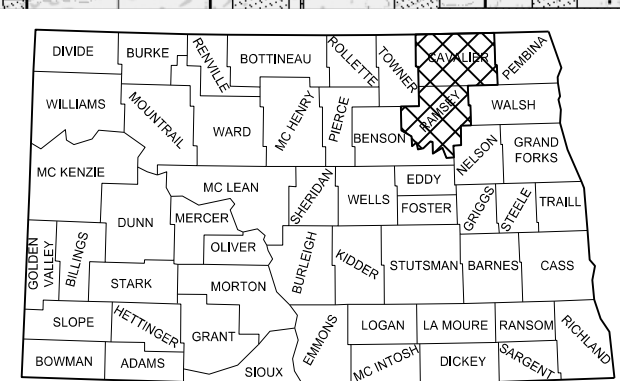 DIVIDE
BURKE
RENVILLE
BOTTINEAU
ROLLETTE
TOWNER
CAVALIER
PEMBINA
WILLIAMS
MOUNTRAIL
WARD
MC HENRY
PIERCE
BENSON
RAMSEY
WALSH
NELSON
GRAND
FORKS
MC KENZIE
MC LEAN
SHERIDAN
WELLS
EDDY
FOSTER
GRIGGS
STEELE
TRAILL
DUNN
MERCER
OLIVER
GOLDEN
VALLEY
BILLINGS
STARK
MORTON
BURLEIGH
KIDDER
STUTSMAN
BARNES
CASS
SLOPE
HETTINGER
GRANT
EMMONS
LOGAN
LA MOURE
RANSOM
RICHLAND
BOWMAN
ADAMS
SIOUX
MC INTOSH
DICKEY
SARGENT